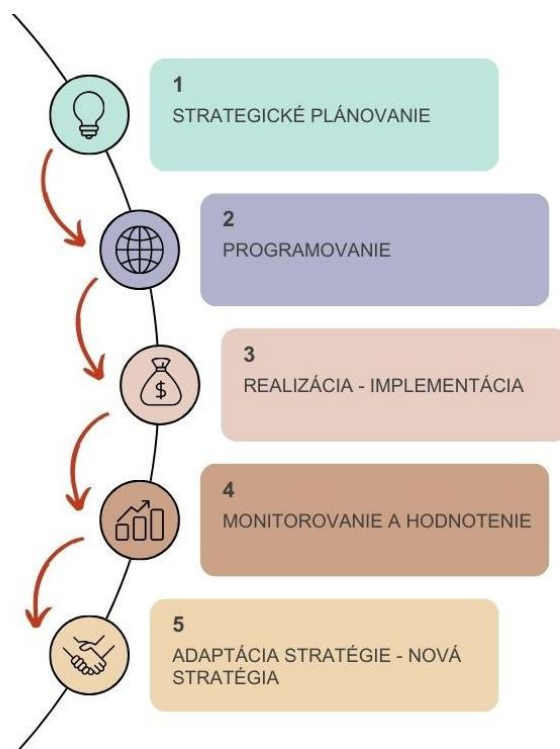 1
STRATEGICKÉ PLÁNOVANIE
2
PROGRAMOVANIE
3
REALIZÁCIA - IMPLEMENTÁCIA
$
4
MONITOROVANIE A HODNOTENIE
5
ADAPTÁCIA STRATÉGIE - NOVÁ
STRATÉGIA